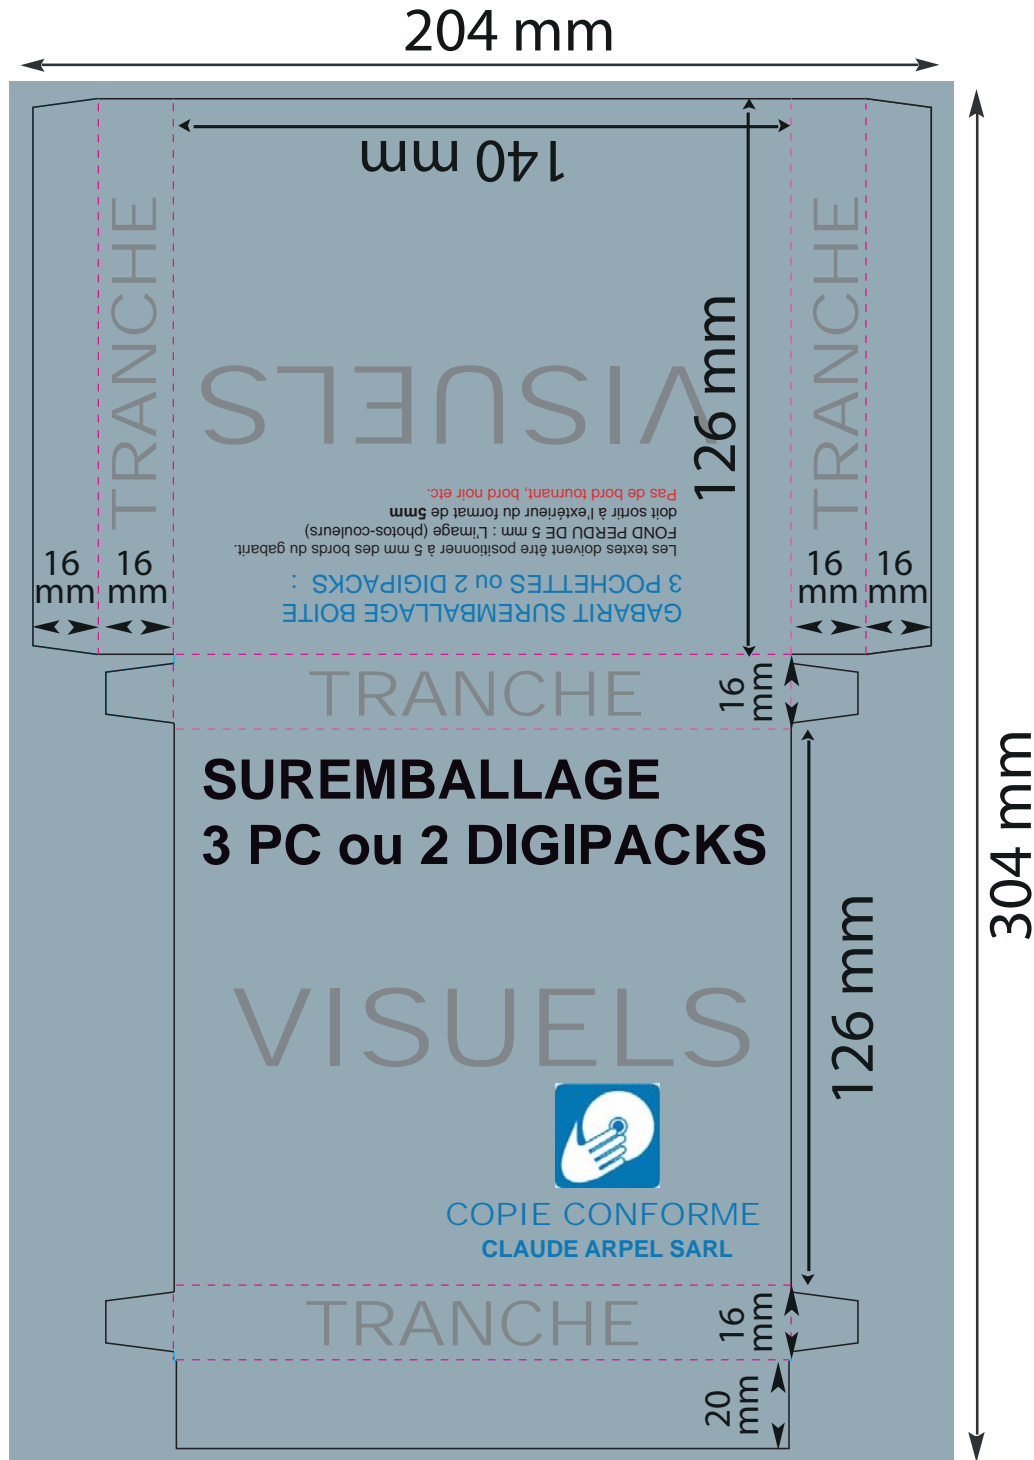 204 mm
140 mm
TRANCHE
TRANCHE
126 mm
VISUELS
GABARIT SUREMBALLAGE BOITE
3 POCHETTES ou 2 DIGIPACKS :
Les textes doivent être positionner à 5 mm des bords du gabarit.
FOND PERDU DE 5 mm : L'image (photos-couleurs)
doit sortir à l'extérieur du format de 5mm
Pas de bord tournant, bord noir etc.
16
mm
16
mm
16
mm
16
mm
TRANCHE
16
mm
SUREMBALLAGE
3 PC ou 2 DIGIPACKS
304 mm
126 mm
VISUELS
COPIE CONFORME
CLAUDE ARPEL SARL
TRANCHE
16
mm
20
mm